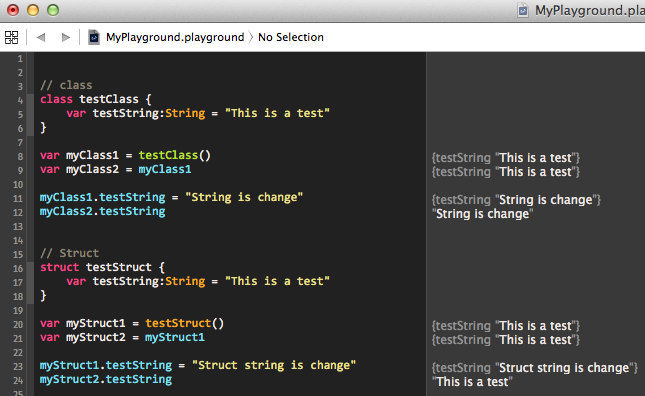 MyPlayground.pla
MyPlayground.playground › No Selection
1
2
3 // class
4 class testClass {
5 var testString:String = "This is a test"
6 }
7
8 var myClass1 = testClass() {testString "This is a test"}
9 var myClass2 = myClass1 {testString "This is a test"}
10
11 myClass1.testString = "String is change" {testString "String is change"}
12 myClass2.testString "String is change"
13
14
15 // Struct
16 struct testStruct {
17 var testString:String = "This is a test"
18 }
19
20 var myStruct1 = testStruct() {testString "This is a test"}
21 var myStruct2 = myStruct1 {testString "This is a test"}
22
23 myStruct1.testString = "Struct string is change" {testString "Struct string is change"}
24 myStruct2.testString "This is a test"
25